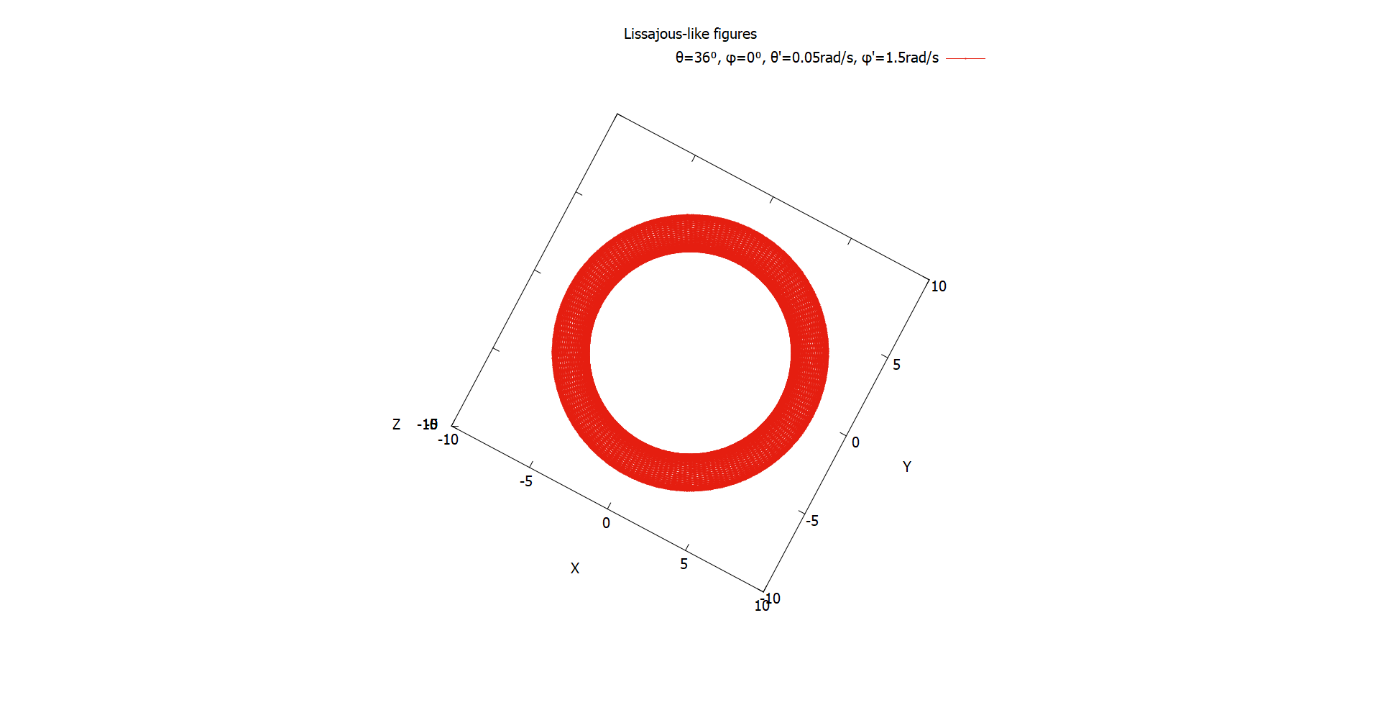 Lissajous-like figures
θ=36º, φ=0º, θ'=0.05rad/s, φ'=1.5rad/s
10
5
Z
-10
-5
0
Y
-5
X
0
5
-10
10